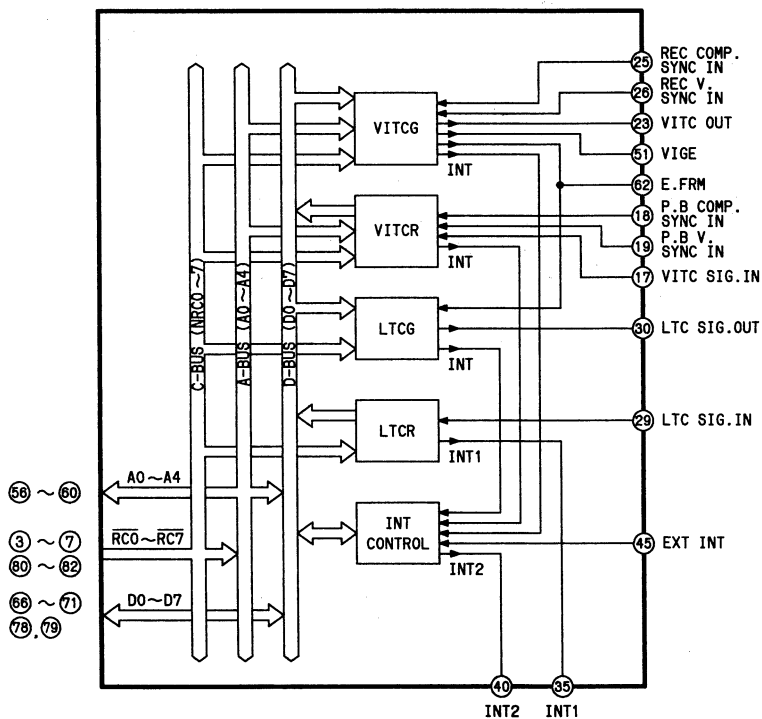 25 REC COMP.
SYNC IN
26 REC V.
SYNC IN
23 VITC OUT
51 VIGE
62 E.FRM
18 P.B COMP.
SYNC IN
19 P.B V.
SYNC IN
17 VITC SIG.IN
30 LTC SIG.OUT
29 LTC SIG.IN
45 EXT INT
VITCG
INT
VITCR
INT
LTCG
INT
LTCR
INT1
INT
CONTROL
INT2
C-BUS (NRC0~7)
A-BUS (A0~A4)
D-BUS (D0~D7)
56 ~ 60
A0~A4
3 ~ 7
80 ~ 82
RC0~RC7
66 ~ 71
78, 79
D0~D7
40 35
INT2 INT1